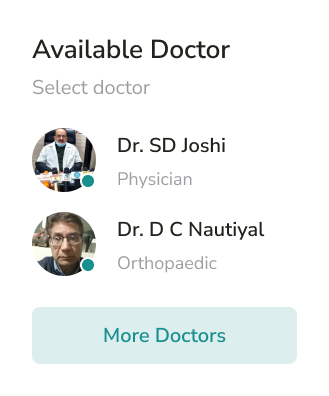 Available Doctor
Select doctor
Dr. SD Joshi
Physician
Dr. D C Nautiyal
Orthopaedic
More Doctors